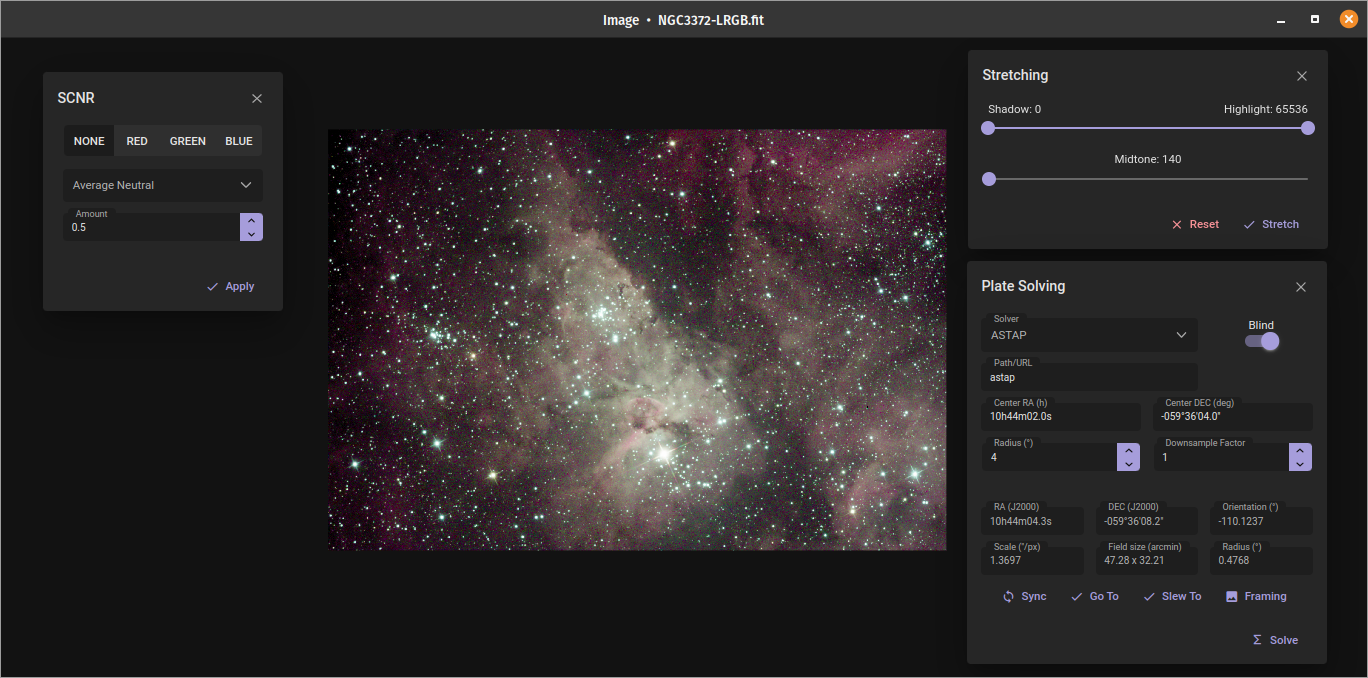 Image • NGC3372-LRGB.fit
SCNR
NONE RED GREEN BLUE
Average Neutral
Amount
0.5
Apply
Stretching
Shadow: 0 Highlight: 65536
Midtone: 140
Reset Stretch
Plate Solving
Solver
ASTAP
Blind
Path/URL
astap
Center RA (h) Center DEC (deg)
10h44m02.0s -059°36'04.0"
Radius (°) Downsample Factor
4 1
RA (J2000) DEC (J2000) Orientation (°)
10h44m04.3s -059°36'08.2" -110.1237
Scale ("/px) Field size (arcmin) Radius (°)
1.3697 47.28 x 32.21 0.4768
Sync Go To Slew To Framing
Σ Solve